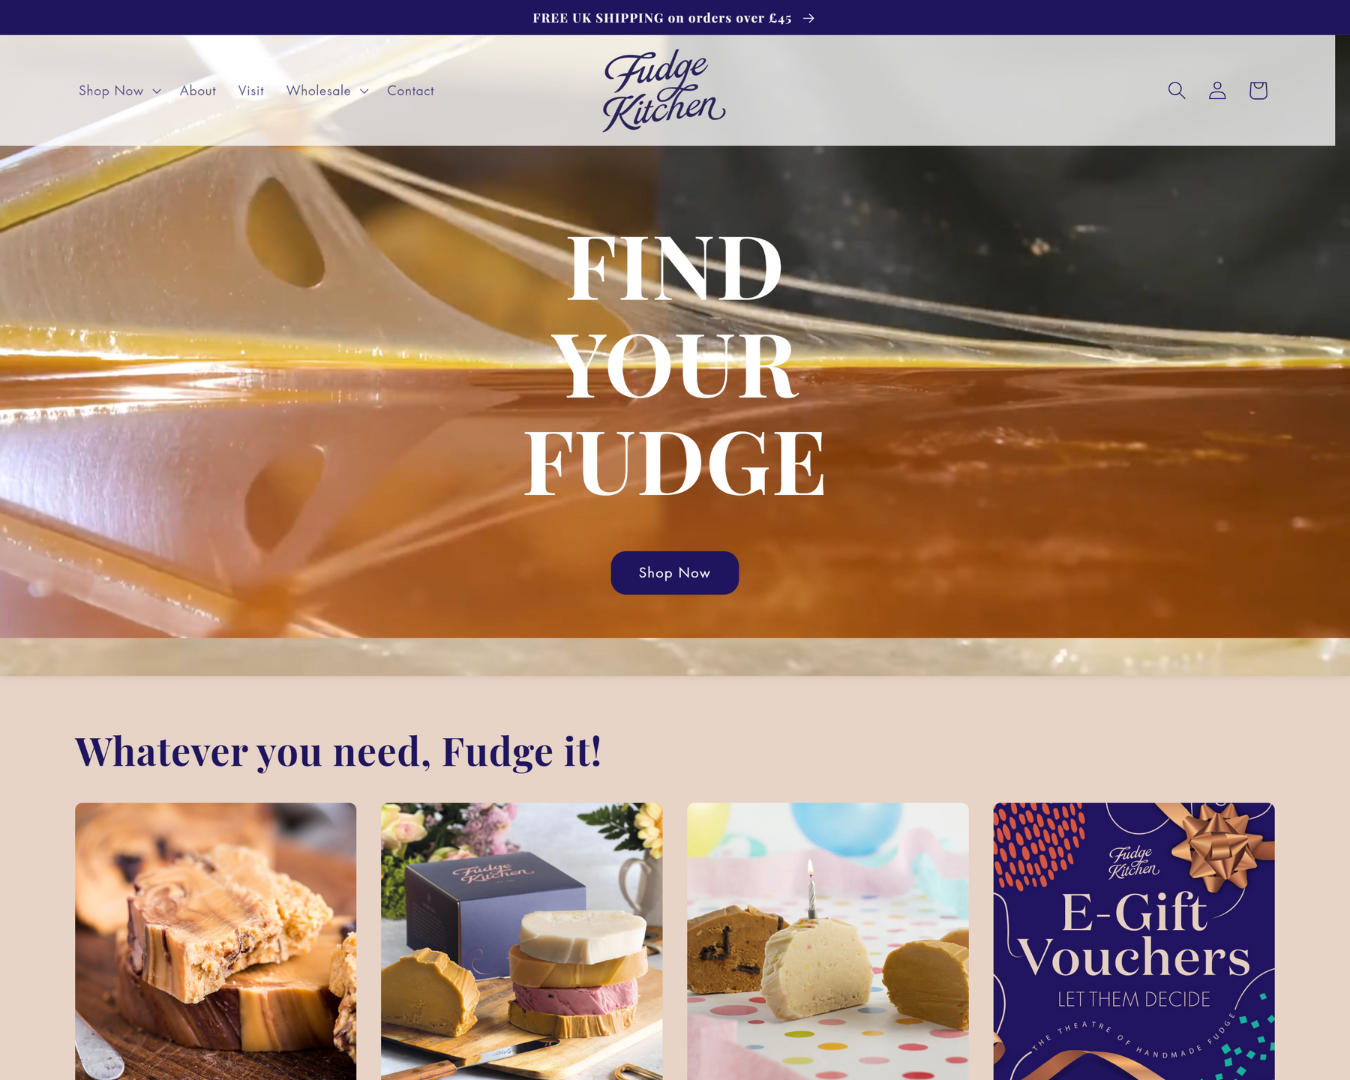 FREE UK SHIPPING on orders over £45
Shop Now
About
Visit
Wholesale
Contact
Fudge
Kitchen
FIND
YOUR
FUDGE
Shop Now
Whatever you need, Fudge it!
Fudge
Kitchen
Fudge
Kitchen
E-Gift
Vouchers
LET THEM DECIDE
THE THEATRE OF HANDMADE FUDGE